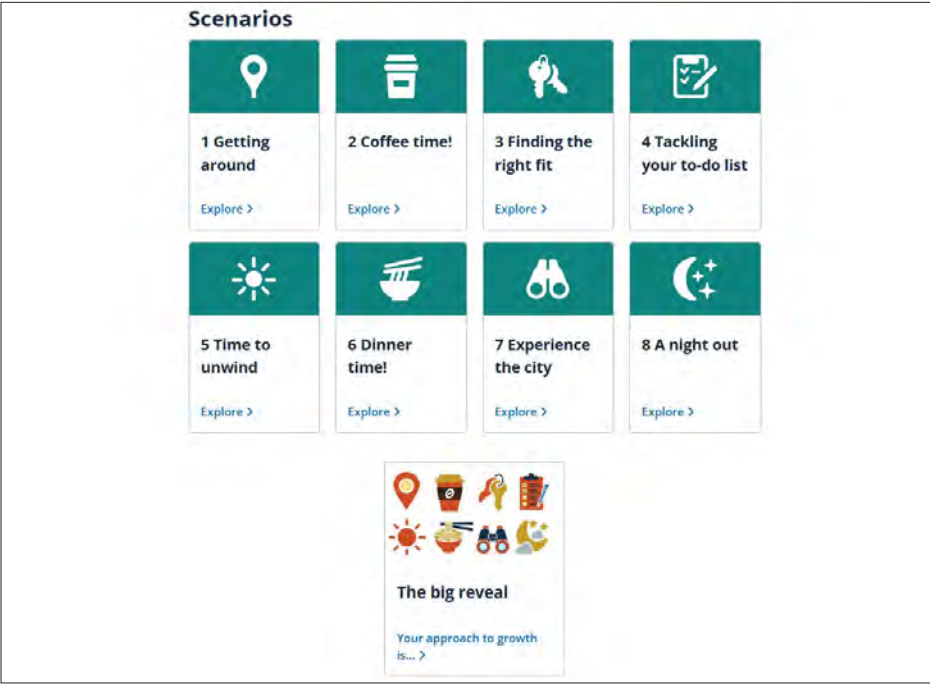 Scenarios
1 Getting
around
Explore >
2 Coffee time!
Explore >
3 Finding the
right fit
Explore >
4 Tackling
your to-do list
Explore >
5 Time to
unwind
Explore >
6 Dinner
time!
Explore >
7 Experience
the city
Explore >
8 A night out
Explore >
The big reveal
Your approach to growth
is... >